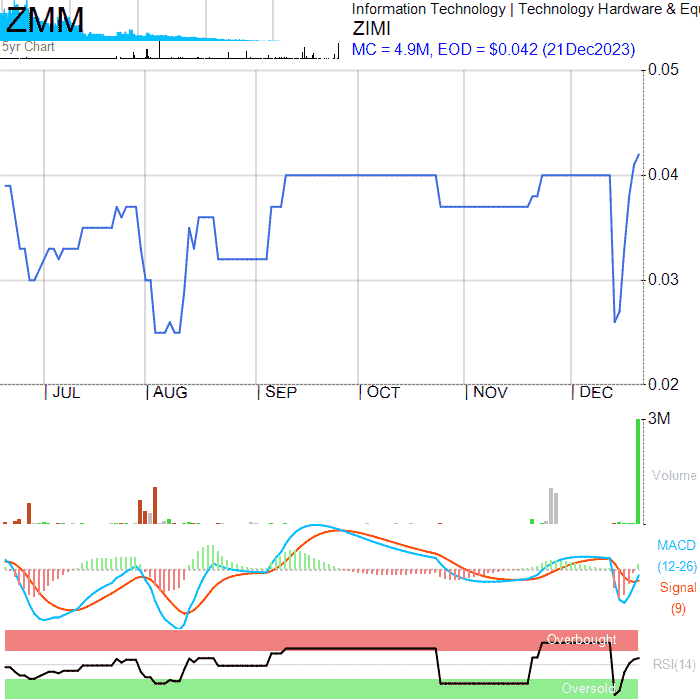 ZMM
5yr Chart
Information Technology | Technology Hardware & Equ
ZIMI
MC = 4.9M, EOD = $0.042 (21Dec2023)
0.05
0.04
0.03
0.02
JUL AUG SEP OCT NOV DEC
3M
Volume
MACD
(12-26)
Signal
(9)
Overbought
RSI(14)
Oversold